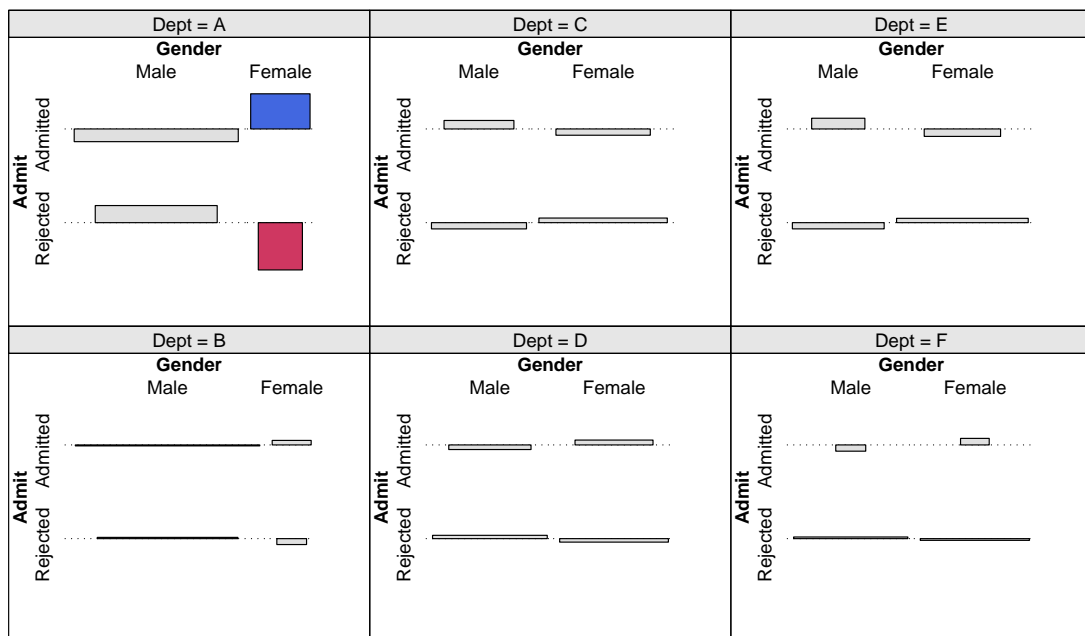 Dept = A
Gender
Male Female
Admit
Admitted
Rejected
Dept = C
Gender
Male Female
Admit
Admitted
Rejected
Dept = E
Gender
Male Female
Admit
Admitted
Rejected
Dept = B
Gender
Male Female
Admit
Admitted
Rejected
Dept = D
Gender
Male Female
Admit
Admitted
Rejected
Dept = F
Gender
Male Female
Admit
Admitted
Rejected